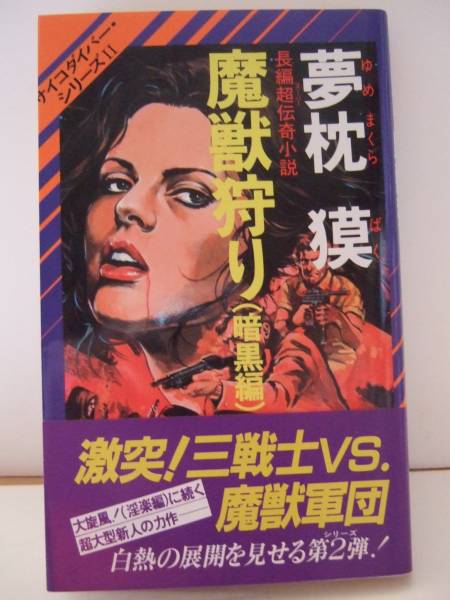 サイコダイバー・
シリーズⅡ
夢枕 獏
ゆめ まくら ばく
長編超伝奇小説
魔獣狩り(暗黒編)
激突!三戦士VS.
魔獣軍団
大旋風!〈淫楽編〉に続く
超大型新人の力作
白熱の展開を見せる第2弾!
シリーズ